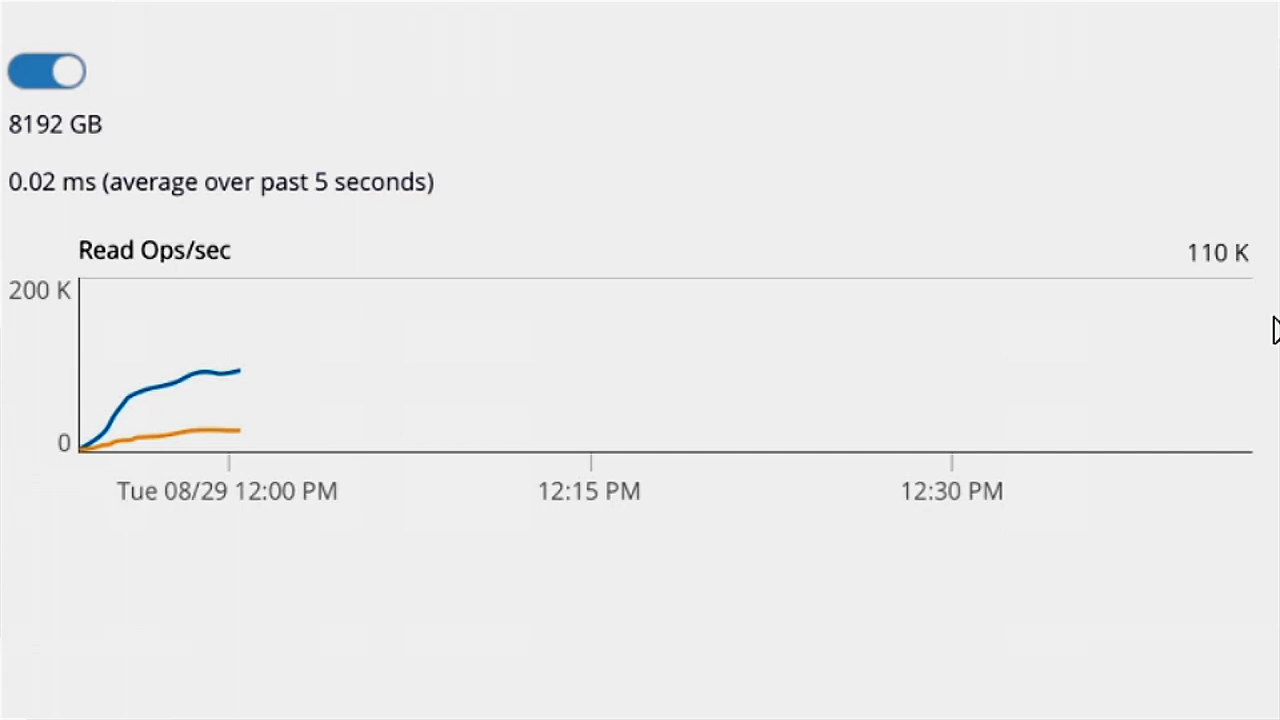 8192 GB
0.02 ms (average over past 5 seconds)
Read Ops/sec
110 K
200 K
0
Tue 08/29 12:00 PM
12:15 PM
12:30 PM